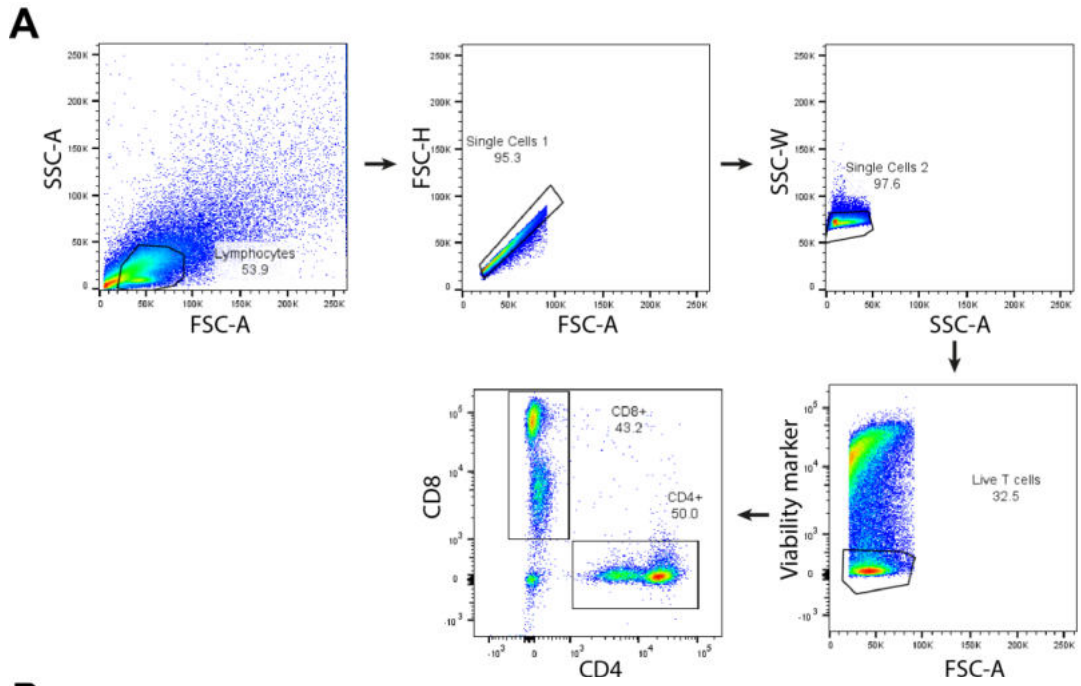 A
250K
200K
150K
100K
50K
0
SSC-A
Lymphocytes
53.9
0 50K 100K 150K 200K 250K
FSC-A
250K
200K
150K
100K
50K
0
FSC-H
Single Cells 1
95.3
0 50K 100K 150K 200K 250K
FSC-A
250K
200K
150K
100K
50K
0
SSC-W
Single Cells 2
97.6
0 50K 100K 150K 200K 250K
SSC-A
10^5
10^4
10^3
0
-10^3
CD8
CD8+
43.2
CD4+
50.0
-10^3 0 10^3 10^4 10^5
CD4
10^5
10^4
10^3
0
-10^3
Viability marker
Live T cells
32.5
0 50K 100K 150K 200K 250K
FSC-A